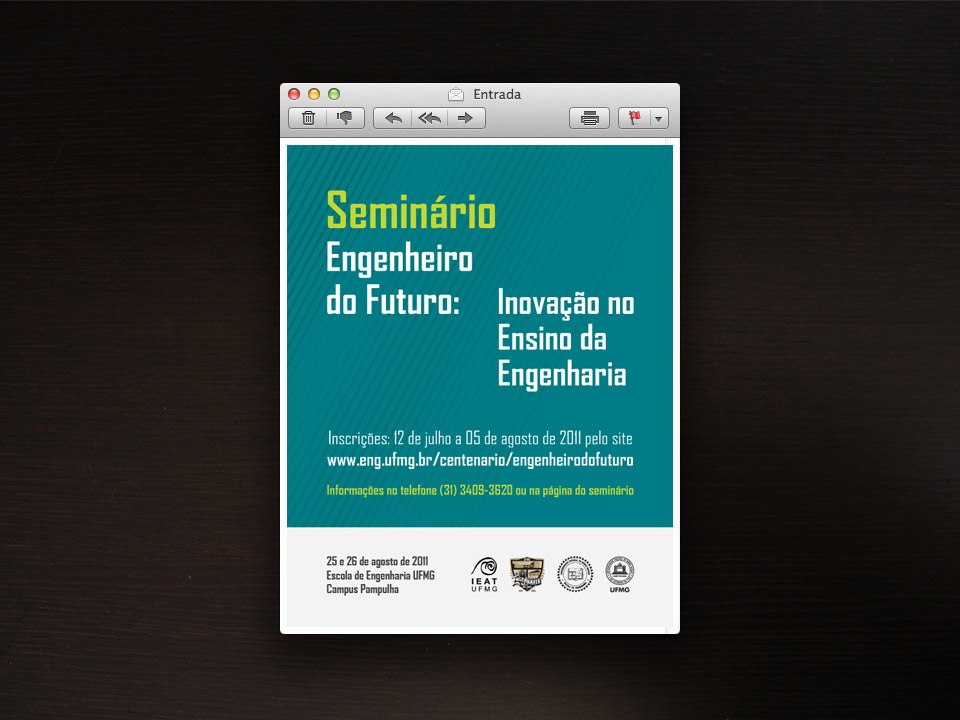 Entrada
Seminário
Engenheiro
do Futuro:
Inovação no
Ensino da
Engenharia
Inscrições: 12 de julho a 05 de agosto de 2011 pelo site
www.eng.ufmg.br/centenario/engenheirodofuturo
Informações no telefone (31) 3409-3620 ou na página do seminário
25 e 26 de agosto de 2011
Escola de Engenharia UFMG
Campus Pampulha
IEAT
UFMG
ENGENHARIA
UFMG